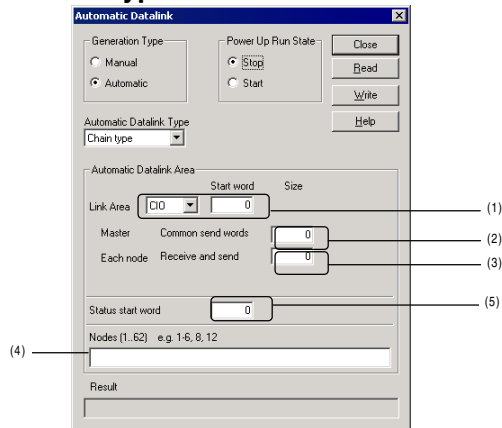 Automatic Datalink
Generation Type
Manual
Automatic
Power Up Run State
Stop
Start
Close
Read
Write
Help
Automatic Datalink Type
Chain type
Automatic Datalink Area
Start word Size
Link Area CIO 0 (1)
Master Common send words 0 (2)
Each node Receive and send 0 (3)
Status start word 0 (5)
Nodes (1..62) e.g. 1-6, 8, 12
(4)
Result